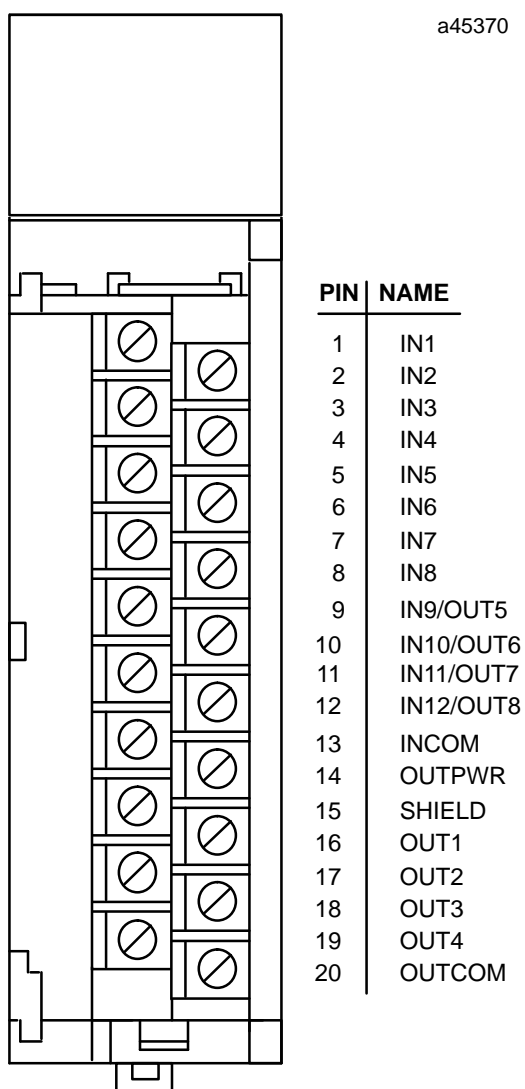 a45370
PIN NAME
1 IN1
2 IN2
3 IN3
4 IN4
5 IN5
6 IN6
7 IN7
8 IN8
9 IN9/OUT5
10 IN10/OUT6
11 IN11/OUT7
12 IN12/OUT8
13 INCOM
14 OUTPWR
15 SHIELD
16 OUT1
17 OUT2
18 OUT3
19 OUT4
20 OUTCOM